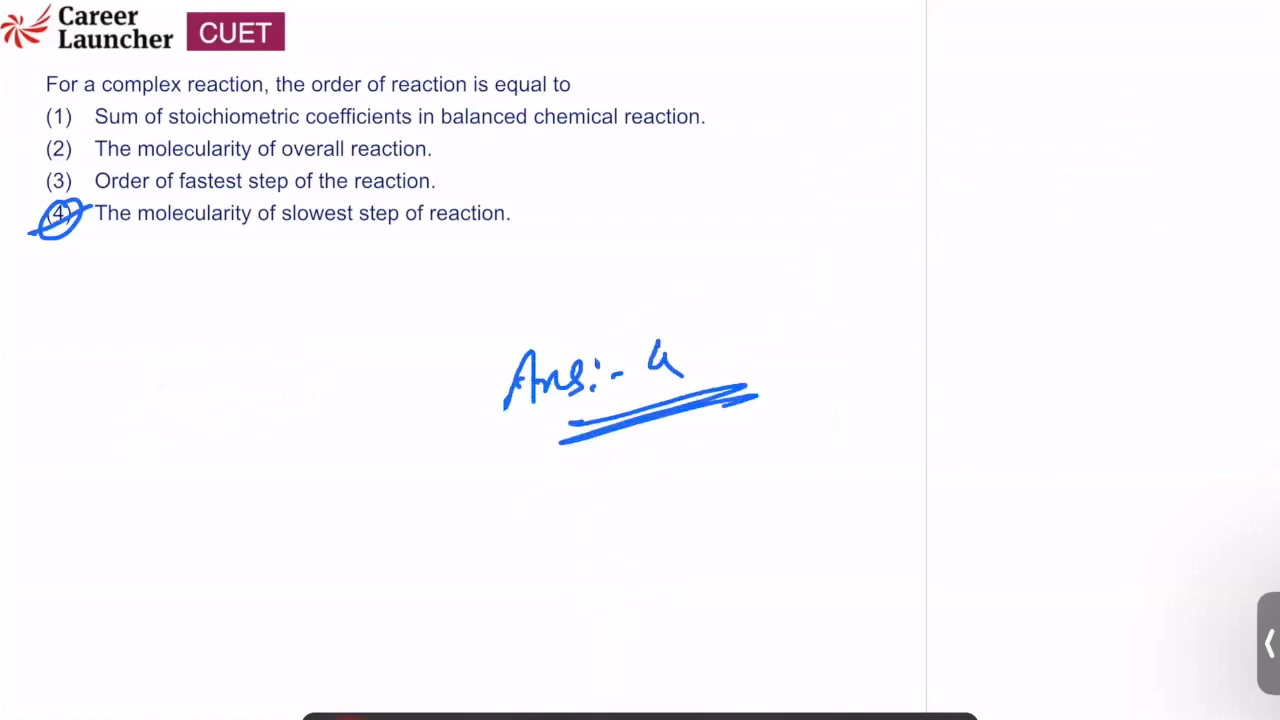 Career
Launcher
CUET
For a complex reaction, the order of reaction is equal to
(1) Sum of stoichiometric coefficients in balanced chemical reaction.
(2) The molecularity of overall reaction.
(3) Order of fastest step of the reaction.
(4) The molecularity of slowest step of reaction.
Ans:- 4